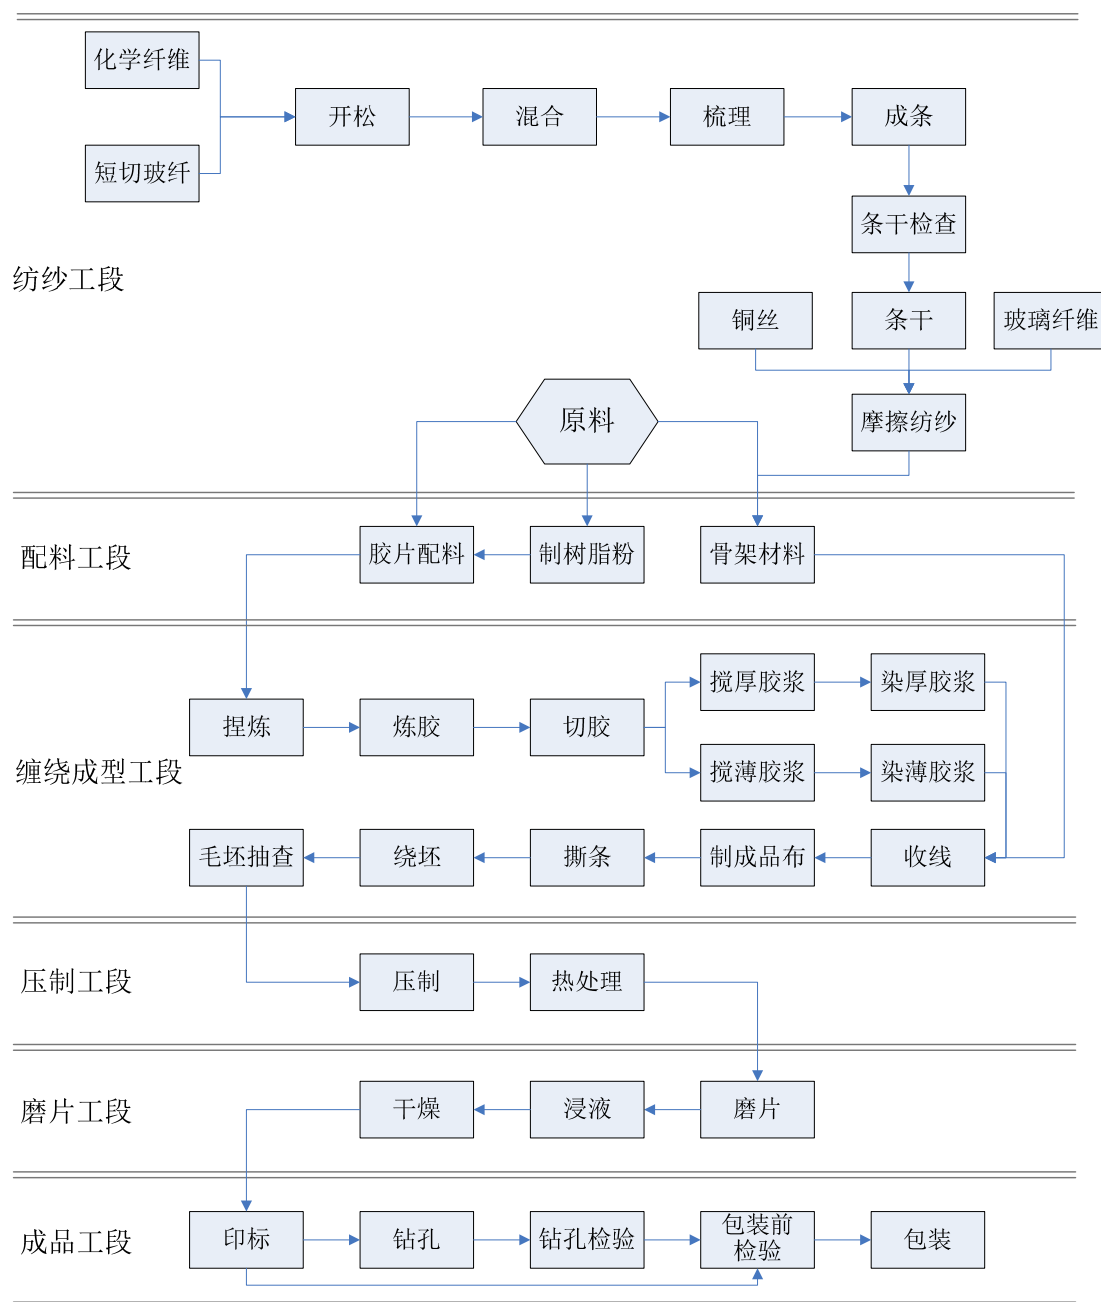 化学纤维
短切玻纤
开松
混合
梳理
成条
条干检查
纺纱工段
铜丝
条干
玻璃纤维
原料
摩擦纺纱
配料工段
胶片配料
制树脂粉
骨架材料
搅厚胶浆
染厚胶浆
捏炼
炼胶
切胶
缠绕成型工段
搅薄胶浆
染薄胶浆
毛坯抽查
绕坯
撕条
制成品布
收线
压制工段
压制
热处理
磨片工段
干燥
浸液
磨片
成品工段
印标
钻孔
钻孔检验
包装前
检验
包装